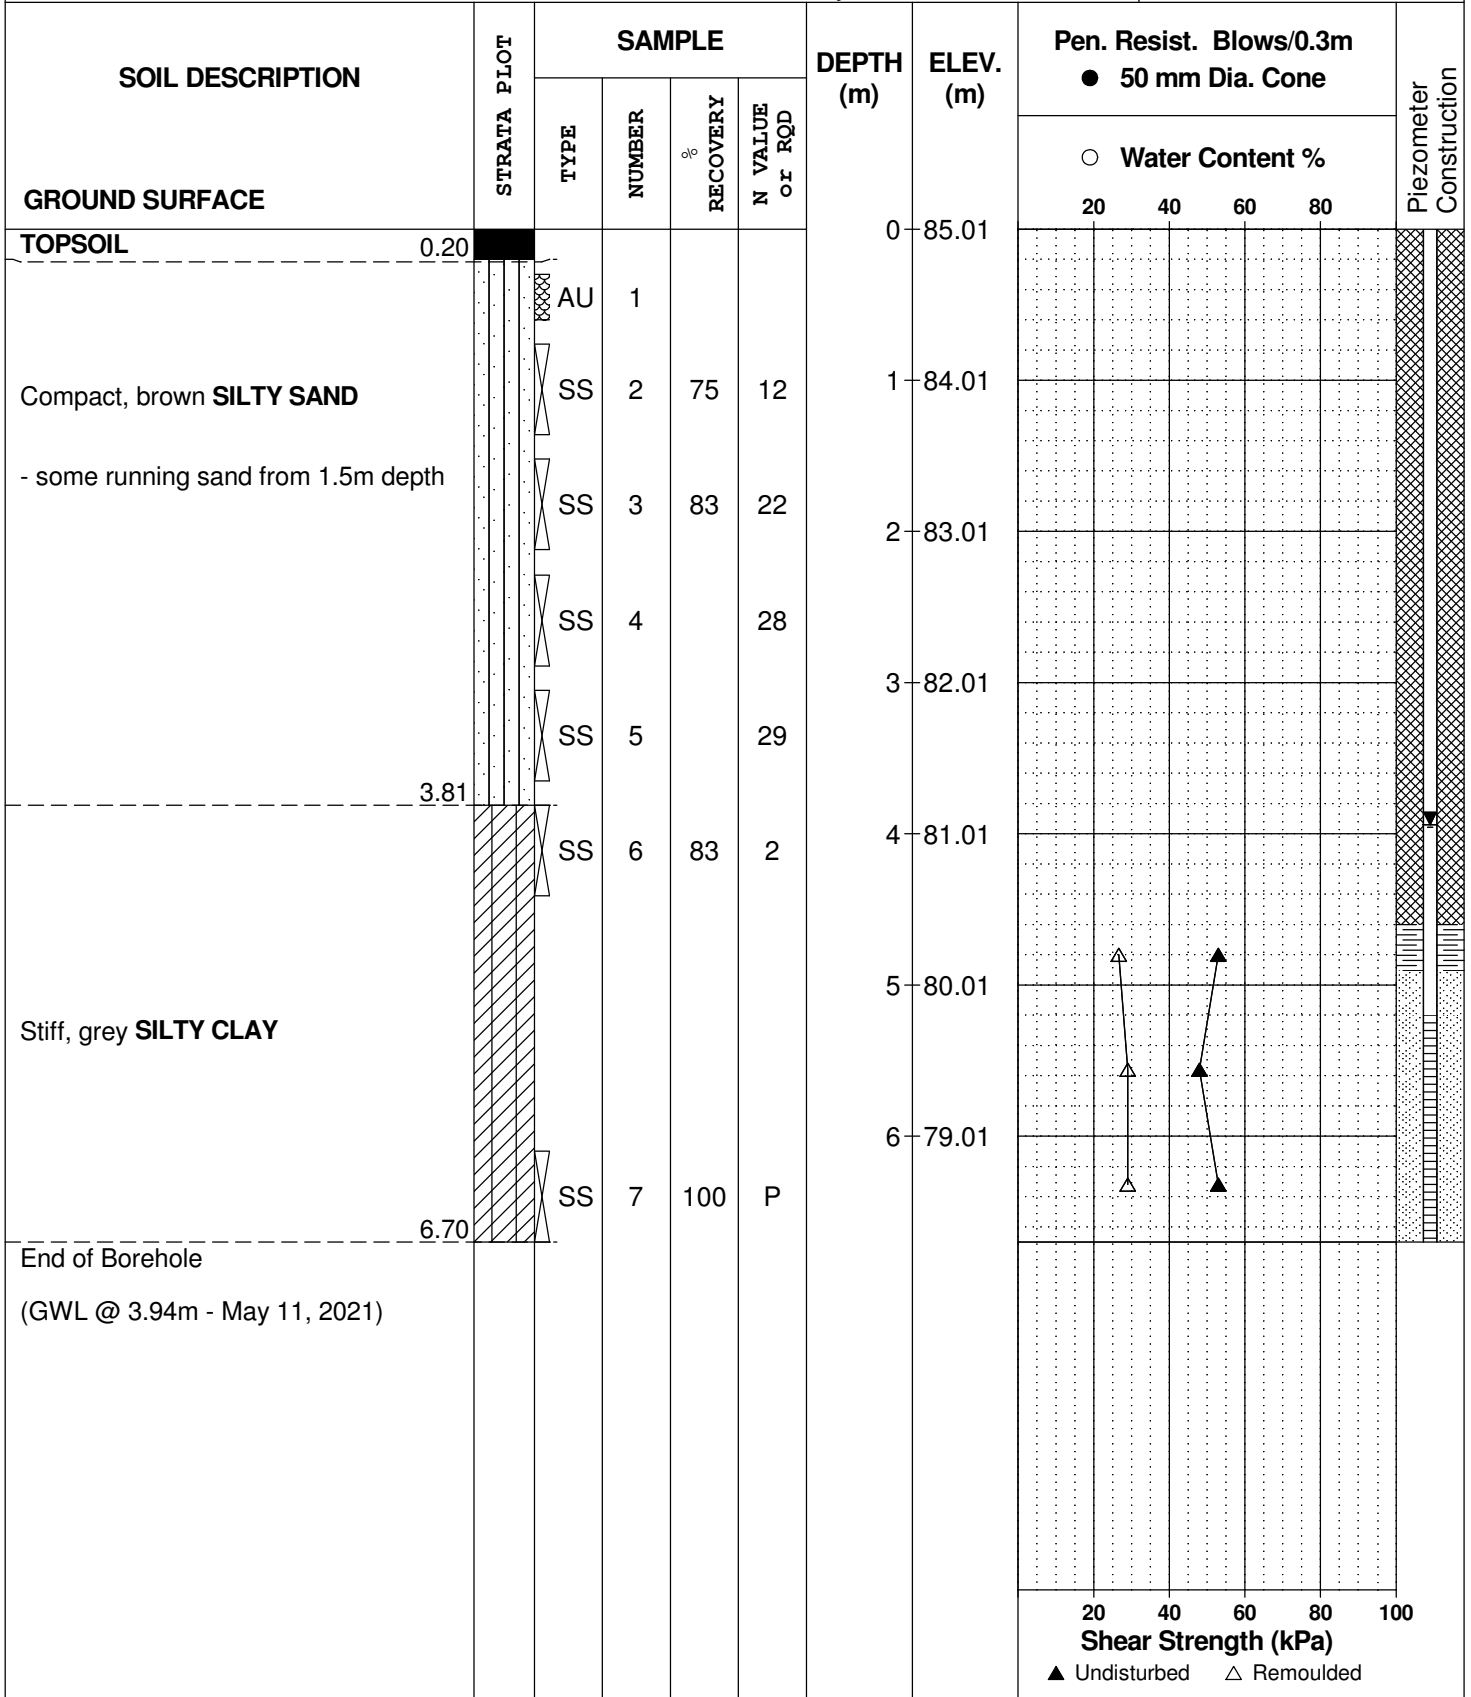 SOIL DESCRIPTION
GROUND SURFACE
STRATA PLOT
SAMPLE
TYPE
NUMBER
%
RECOVERY
N VALUE
or RQD
DEPTH
(m)
ELEV.
(m)
Pen. Resist. Blows/0.3m
● 50 mm Dia. Cone
○ Water Content %
20 40 60 80
Piezometer
Construction
0 85.01
TOPSOIL
0.20
AU 1
1 84.01
Compact, brown SILTY SAND
SS 2 75 12
- some running sand from 1.5m depth
SS 3 83 22
2 83.01
SS 4 28
3 82.01
SS 5 29
3.81
4 81.01
SS 6 83 2
5 80.01
Stiff, grey SILTY CLAY
6 79.01
SS 7 100 P
6.70
End of Borehole
(GWL @ 3.94m - May 11, 2021)
20 40 60 80 100
Shear Strength (kPa)
▲ Undisturbed △ Remoulded